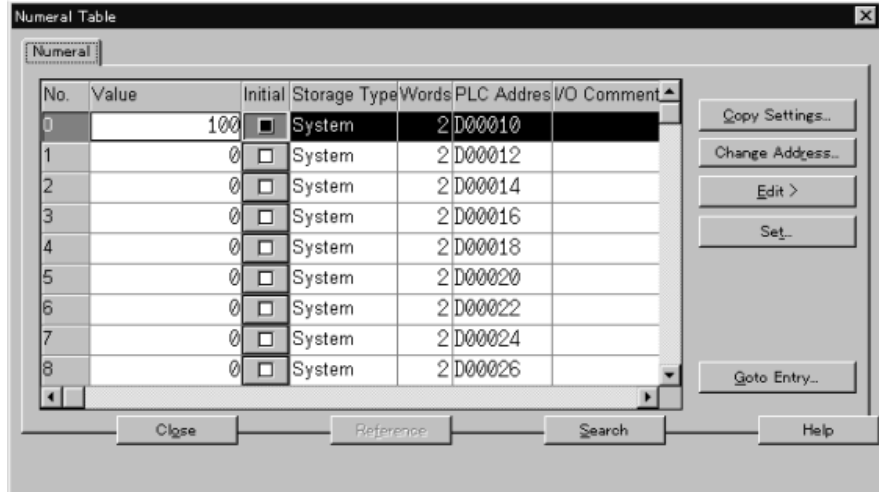 Numeral Table
Numeral
No. Value Initial Storage Type Words PLC Addres I/O Comment
0 100 System 2 D00010
1 0 System 2 D00012
2 0 System 2 D00014
3 0 System 2 D00016
4 0 System 2 D00018
5 0 System 2 D00020
6 0 System 2 D00022
7 0 System 2 D00024
8 0 System 2 D00026
Copy Settings...
Change Address...
Edit >
Set...
Goto Entry...
Close Reference Search Help